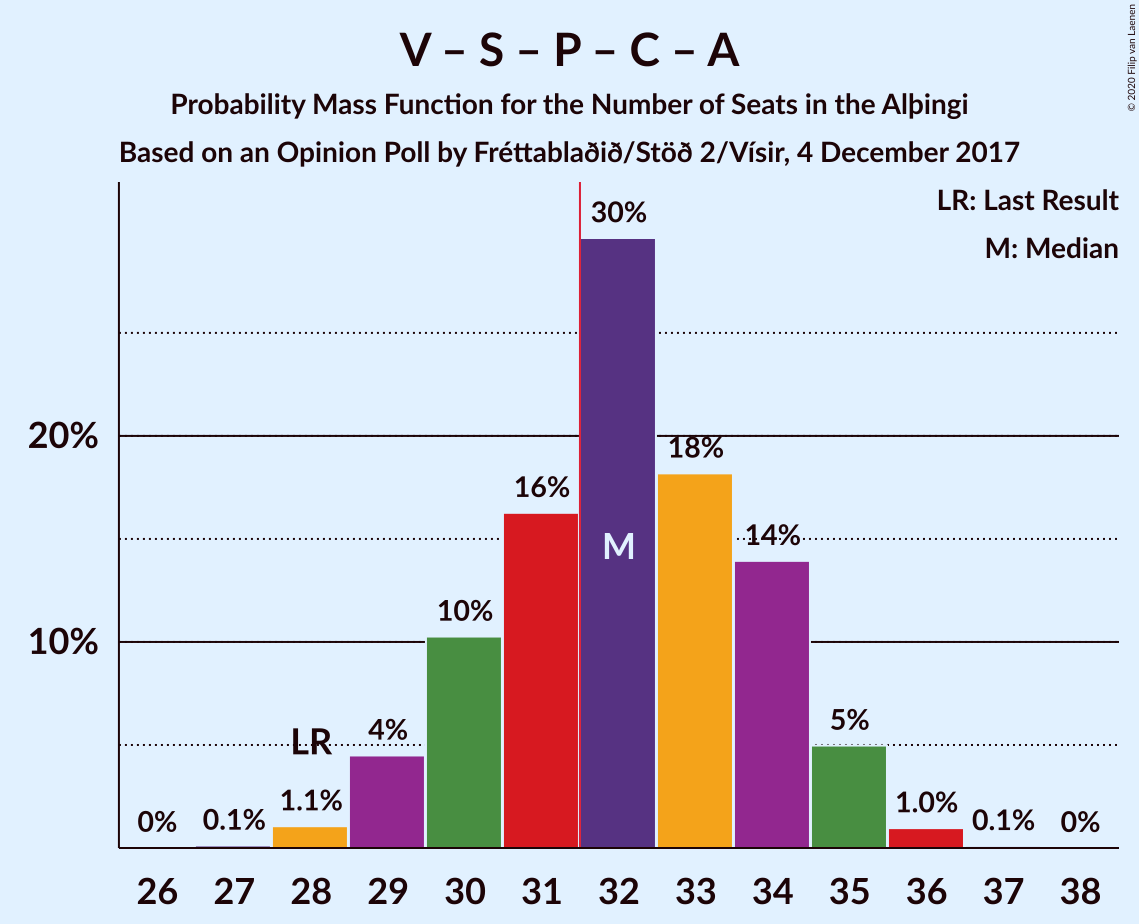 V – S – P – C – A
Probability Mass Function for the Number of Seats in the Alþingi
Based on an Opinion Poll by Fréttablaðið/Stöð 2/Vísir, 4 December 2017
© 2020 Filip van Laenen
LR: Last Result
M: Median
30%
20%
18%
16%
14%
M
10%
10%
5%
4%
LR
1.1%
1.0%
0%
0.1%
0.1%
0%
26 27 28 29 30 31 32 33 34 35 36 37 38